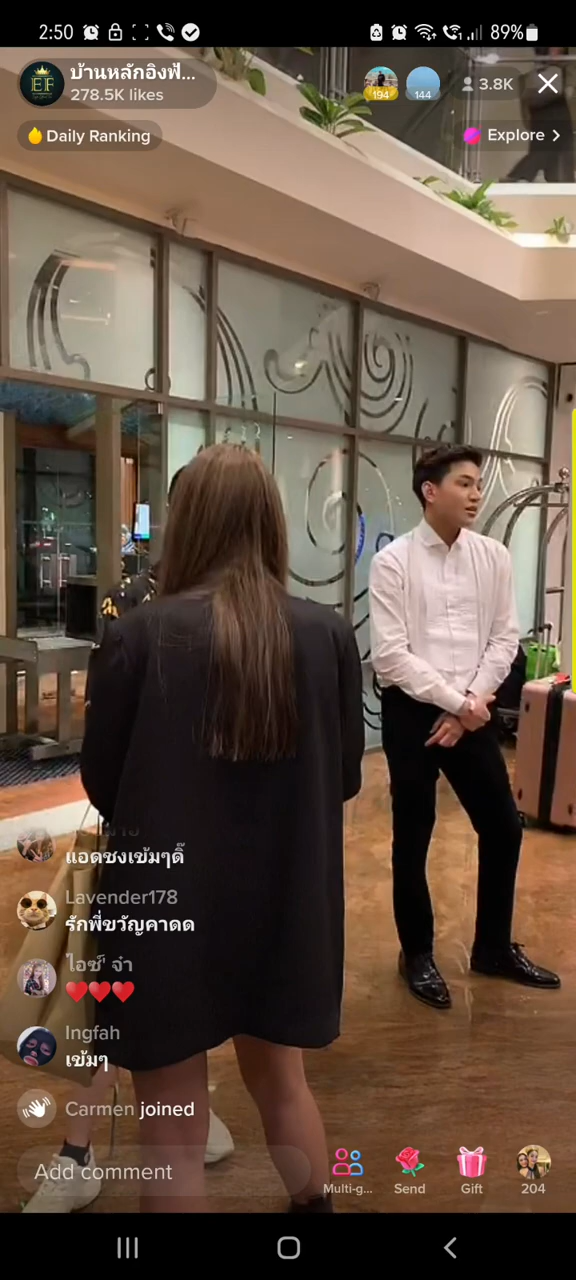 2:50
89%
บ้านหลักอิงฟ้...
278.5K likes
194
144
3.8K
EF
Daily Ranking
Explore
แอดชงเข้มๆดิ๊
Lavender178
รักพี่ขวัญคาดด
ไอซ์ จ๋า
Ingfah
เข้มๆ
Carmen joined
Add comment
Multi-g...
Send
Gift
204